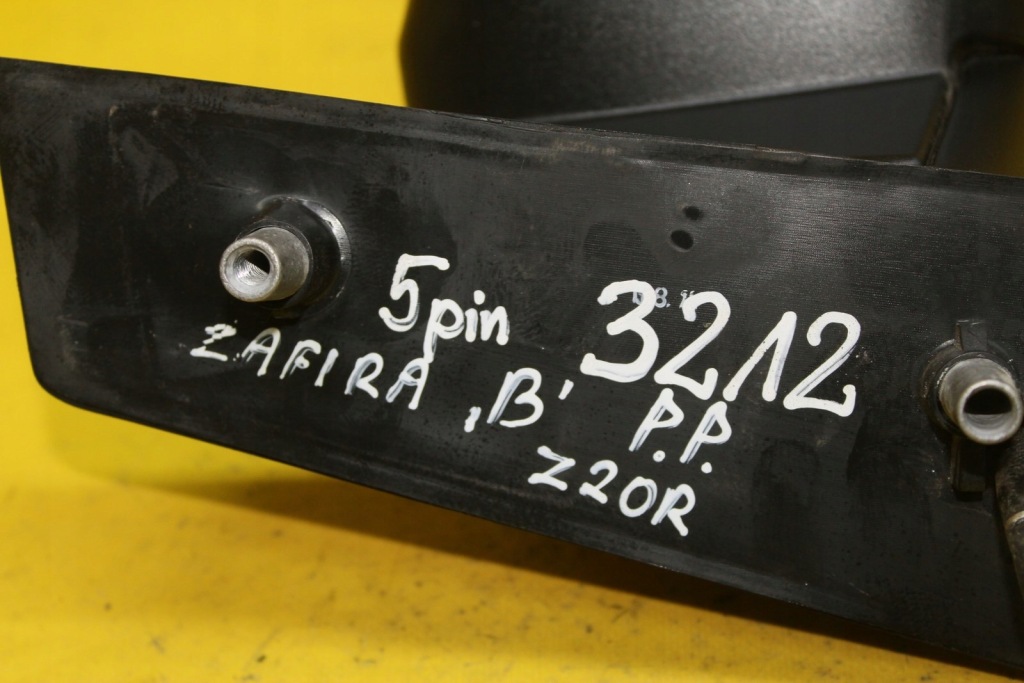 5pin 3212
ZAFIRA ,B' P.P.
Z20R